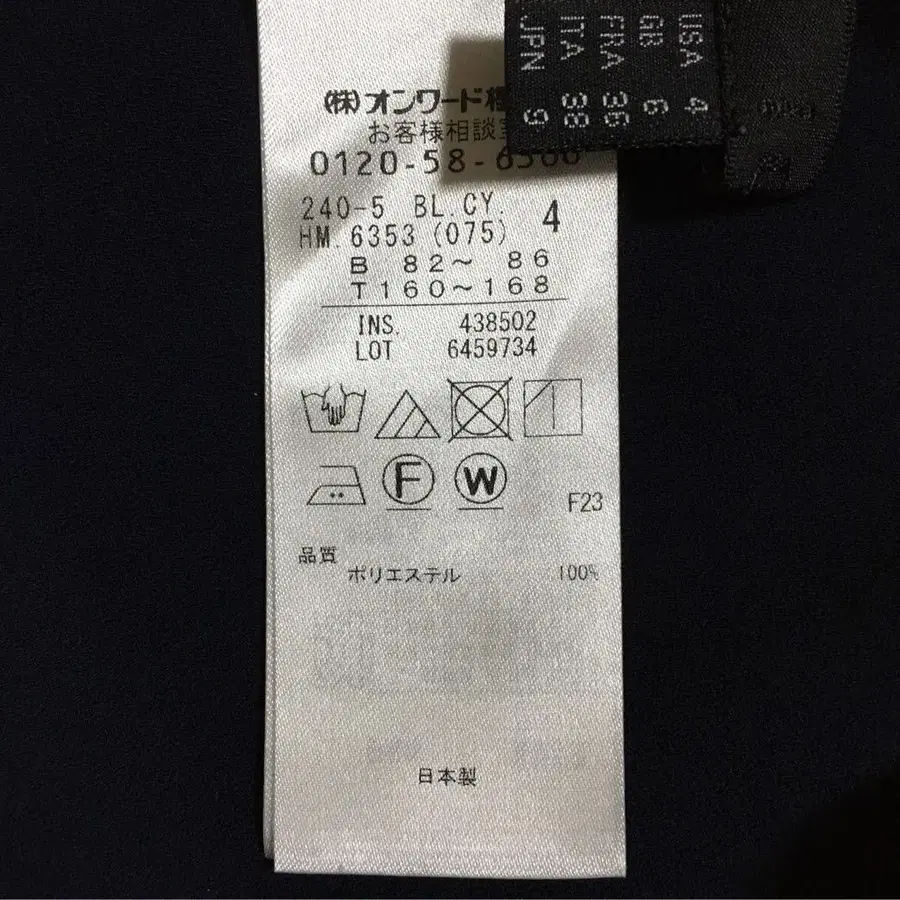 USA 4
GB 6
FRA 36
ITA 38
JPN 9
(株)オンワード
お客様相談室
0120-58-6300
240-5 BL.CY. 4
HM.6353 (075)
B 82〜 86
T160〜168
INS. 438502
LOT 6459734
F
W
F23
品質
ポリエステル 100%
日本製